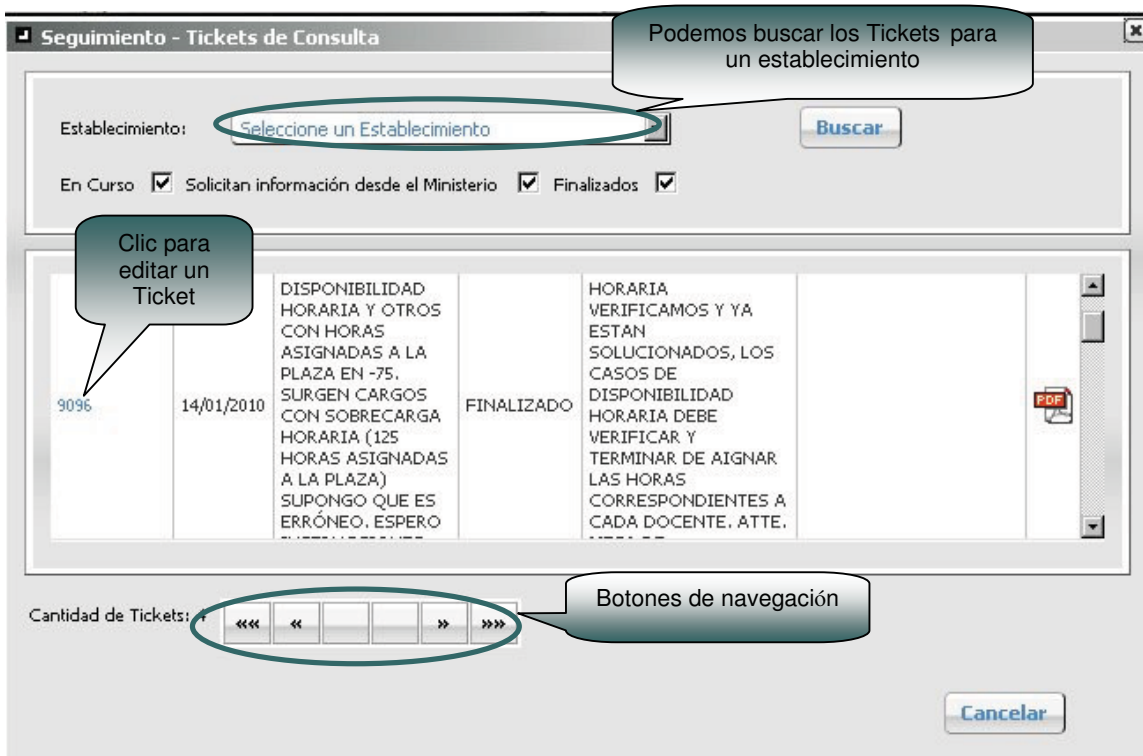 Seguimiento - Tickets de Consulta
Podemos buscar los Tickets para
un establecimiento
Establecimiento: Seleccione un Establecimiento Buscar
En Curso Solicitan información desde el Ministerio Finalizados
Clic para
editar un
Ticket
9096
14/01/2010
DISPONIBILIDAD
HORARIA Y OTROS
CON HORAS
ASIGNADAS A LA
PLAZA EN -75.
SURGEN CARGOS
CON SOBRECARGA
HORARIA (125
HORAS ASIGNADAS
A LA PLAZA)
SUPONGO QUE ES
ERRÓNEO. ESPERO
FINALIZADO
HORARIA
VERIFICAMOS Y YA
ESTAN
SOLUCIONADOS, LOS
CASOS DE
DISPONIBILIDAD
HORARIA DEBE
VERIFICAR Y
TERMINAR DE AIGNAR
LAS HORAS
CORRESPONDIENTES A
CADA DOCENTE. ATTE.
PDF
Cantidad de Tickets:
«« « » »»
Botones de navegación
Cancelar